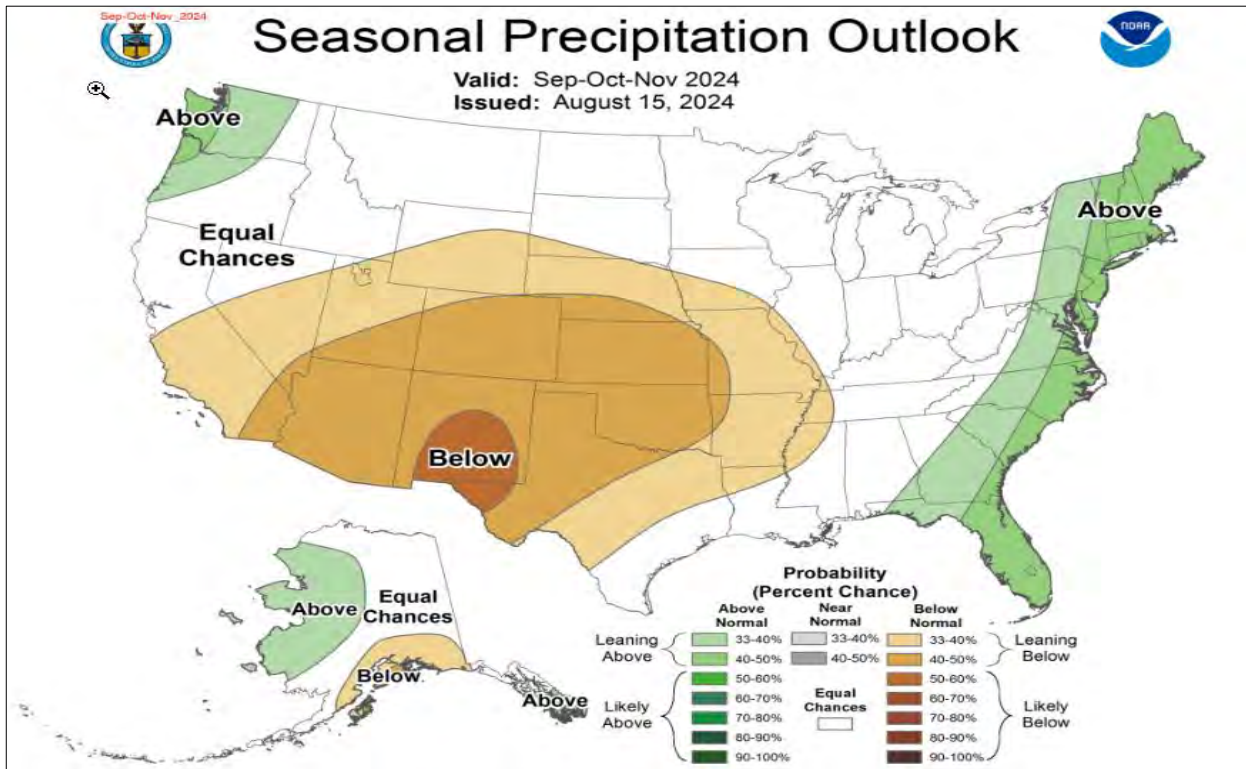 Sep-Oct-Nov_2024
Seasonal Precipitation Outlook
NOAA
Valid: Sep-Oct-Nov 2024
Issued: August 15, 2024
Above
Equal
Chances
Above
Below
Above
Equal
Chances
Below
Above
Probability
(Percent Chance)
Above
Normal
Near
Normal
Below
Normal
Leaning
Above
33-40%
33-40%
33-40%
Leaning
Below
40-50%
40-50%
40-50%
Likely
Above
50-60%
60-70%
70-80%
80-90%
90-100%
Equal
Chances
50-60%
60-70%
70-80%
80-90%
90-100%
Likely
Below